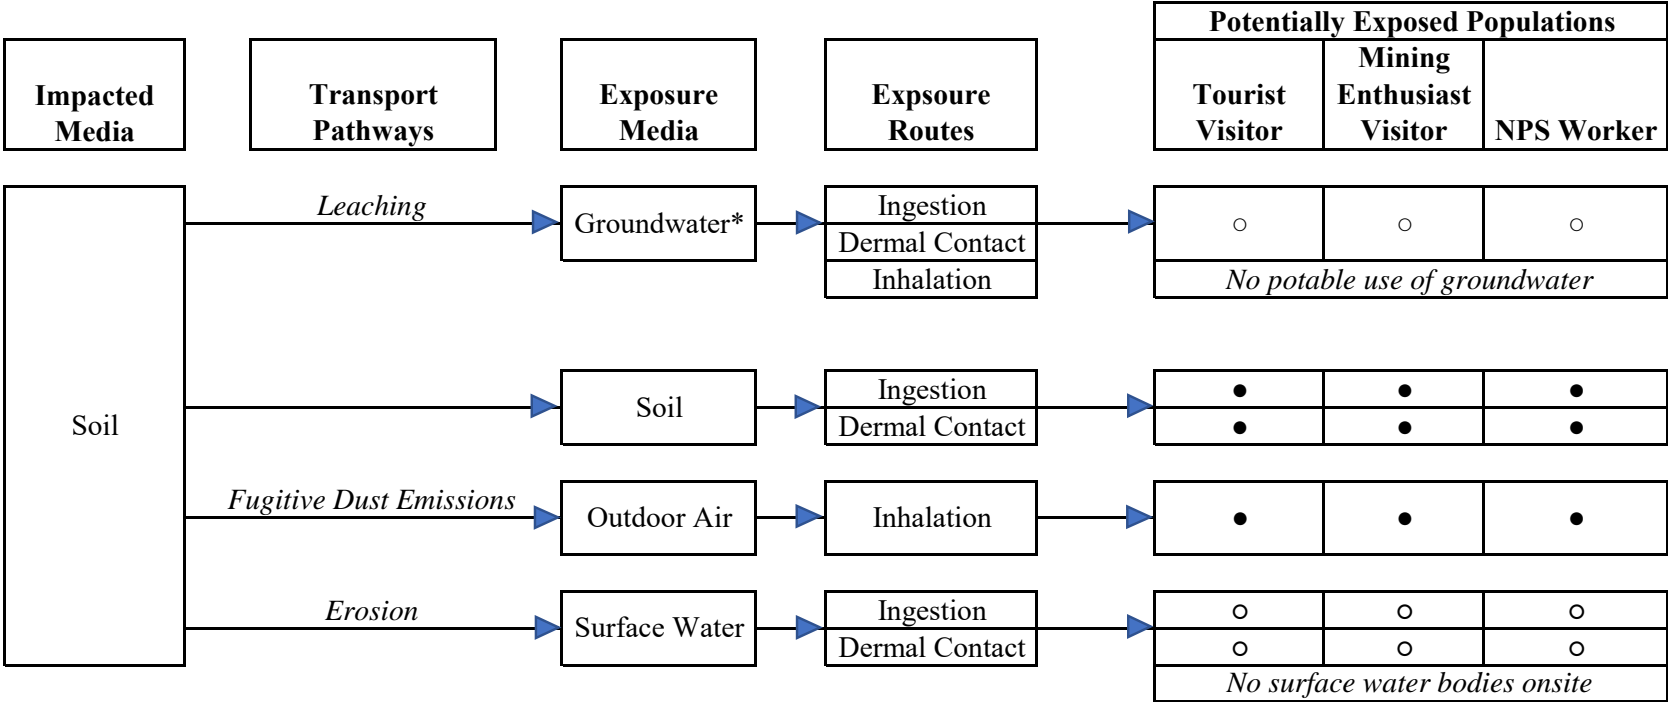 Potentially Exposed Populations
Impacted
Media
Transport
Pathways
Exposure
Media
Expsoure
Routes
Tourist
Visitor
Mining
Enthusiast
Visitor
NPS Worker
Soil
Leaching
Groundwater*
Ingestion
Dermal Contact
Inhalation
○ ○ ○
No potable use of groundwater
Soil
Ingestion
Dermal Contact
● ● ●
● ● ●
Fugitive Dust Emissions
Outdoor Air
Inhalation
● ● ●
Erosion
Surface Water
Ingestion
Dermal Contact
○ ○ ○
○ ○ ○
No surface water bodies onsite